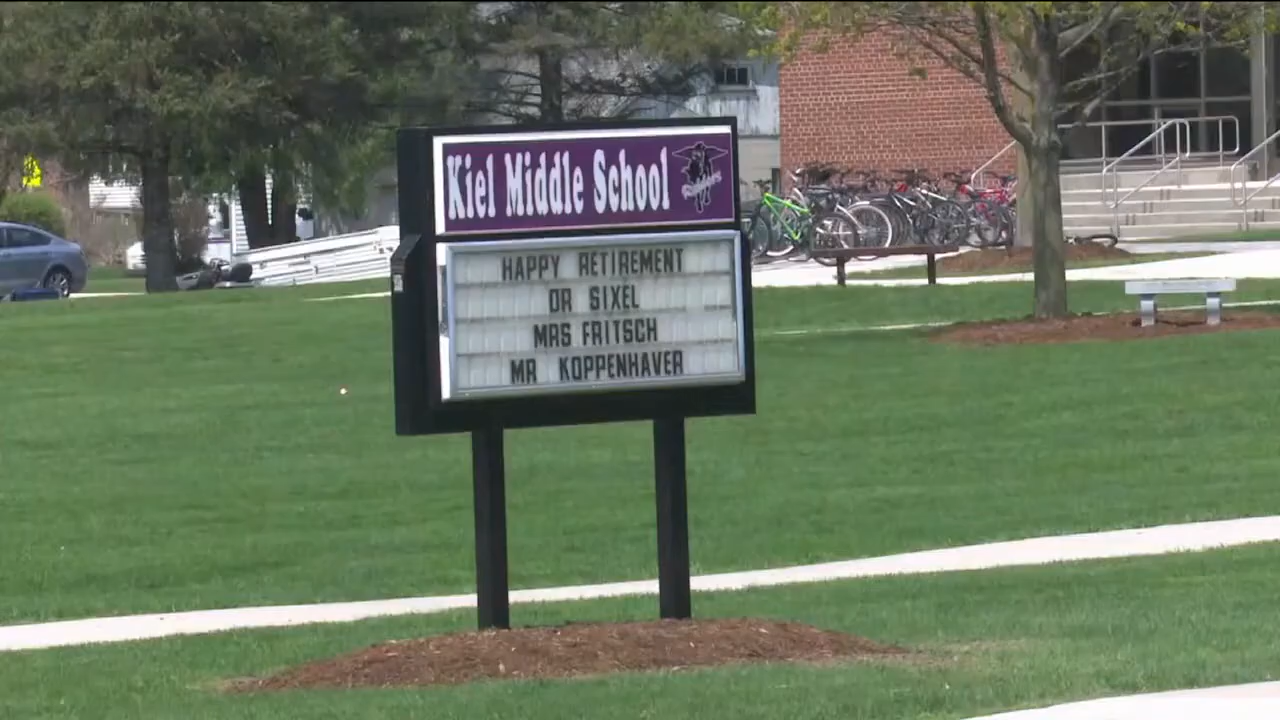 Kiel Middle School
HAPPY RETIREMENT
DR SIXEL
MRS FRITSCH
MR KOPPENHAVER